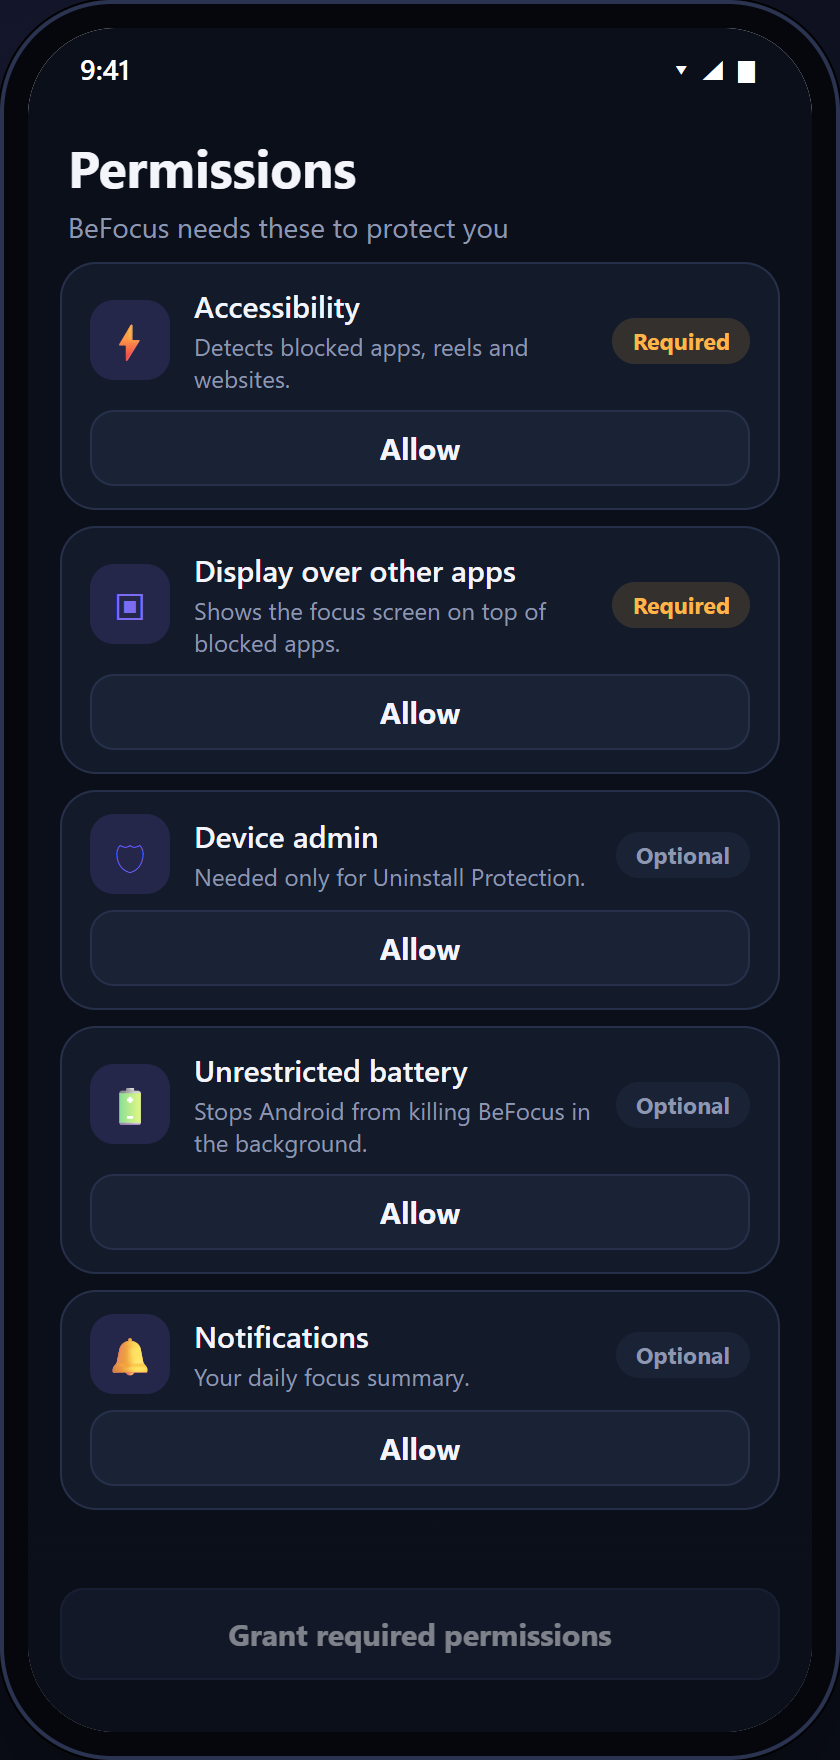 9:41
Permissions
BeFocus needs these to protect you
Accessibility
Detects blocked apps, reels and
websites.
Required
Allow
Display over other apps
Shows the focus screen on top of
blocked apps.
Required
Allow
Device admin
Needed only for Uninstall Protection.
Optional
Allow
Unrestricted battery
Stops Android from killing BeFocus in
the background.
Optional
Allow
Notifications
Your daily focus summary.
Optional
Allow
Grant required permissions